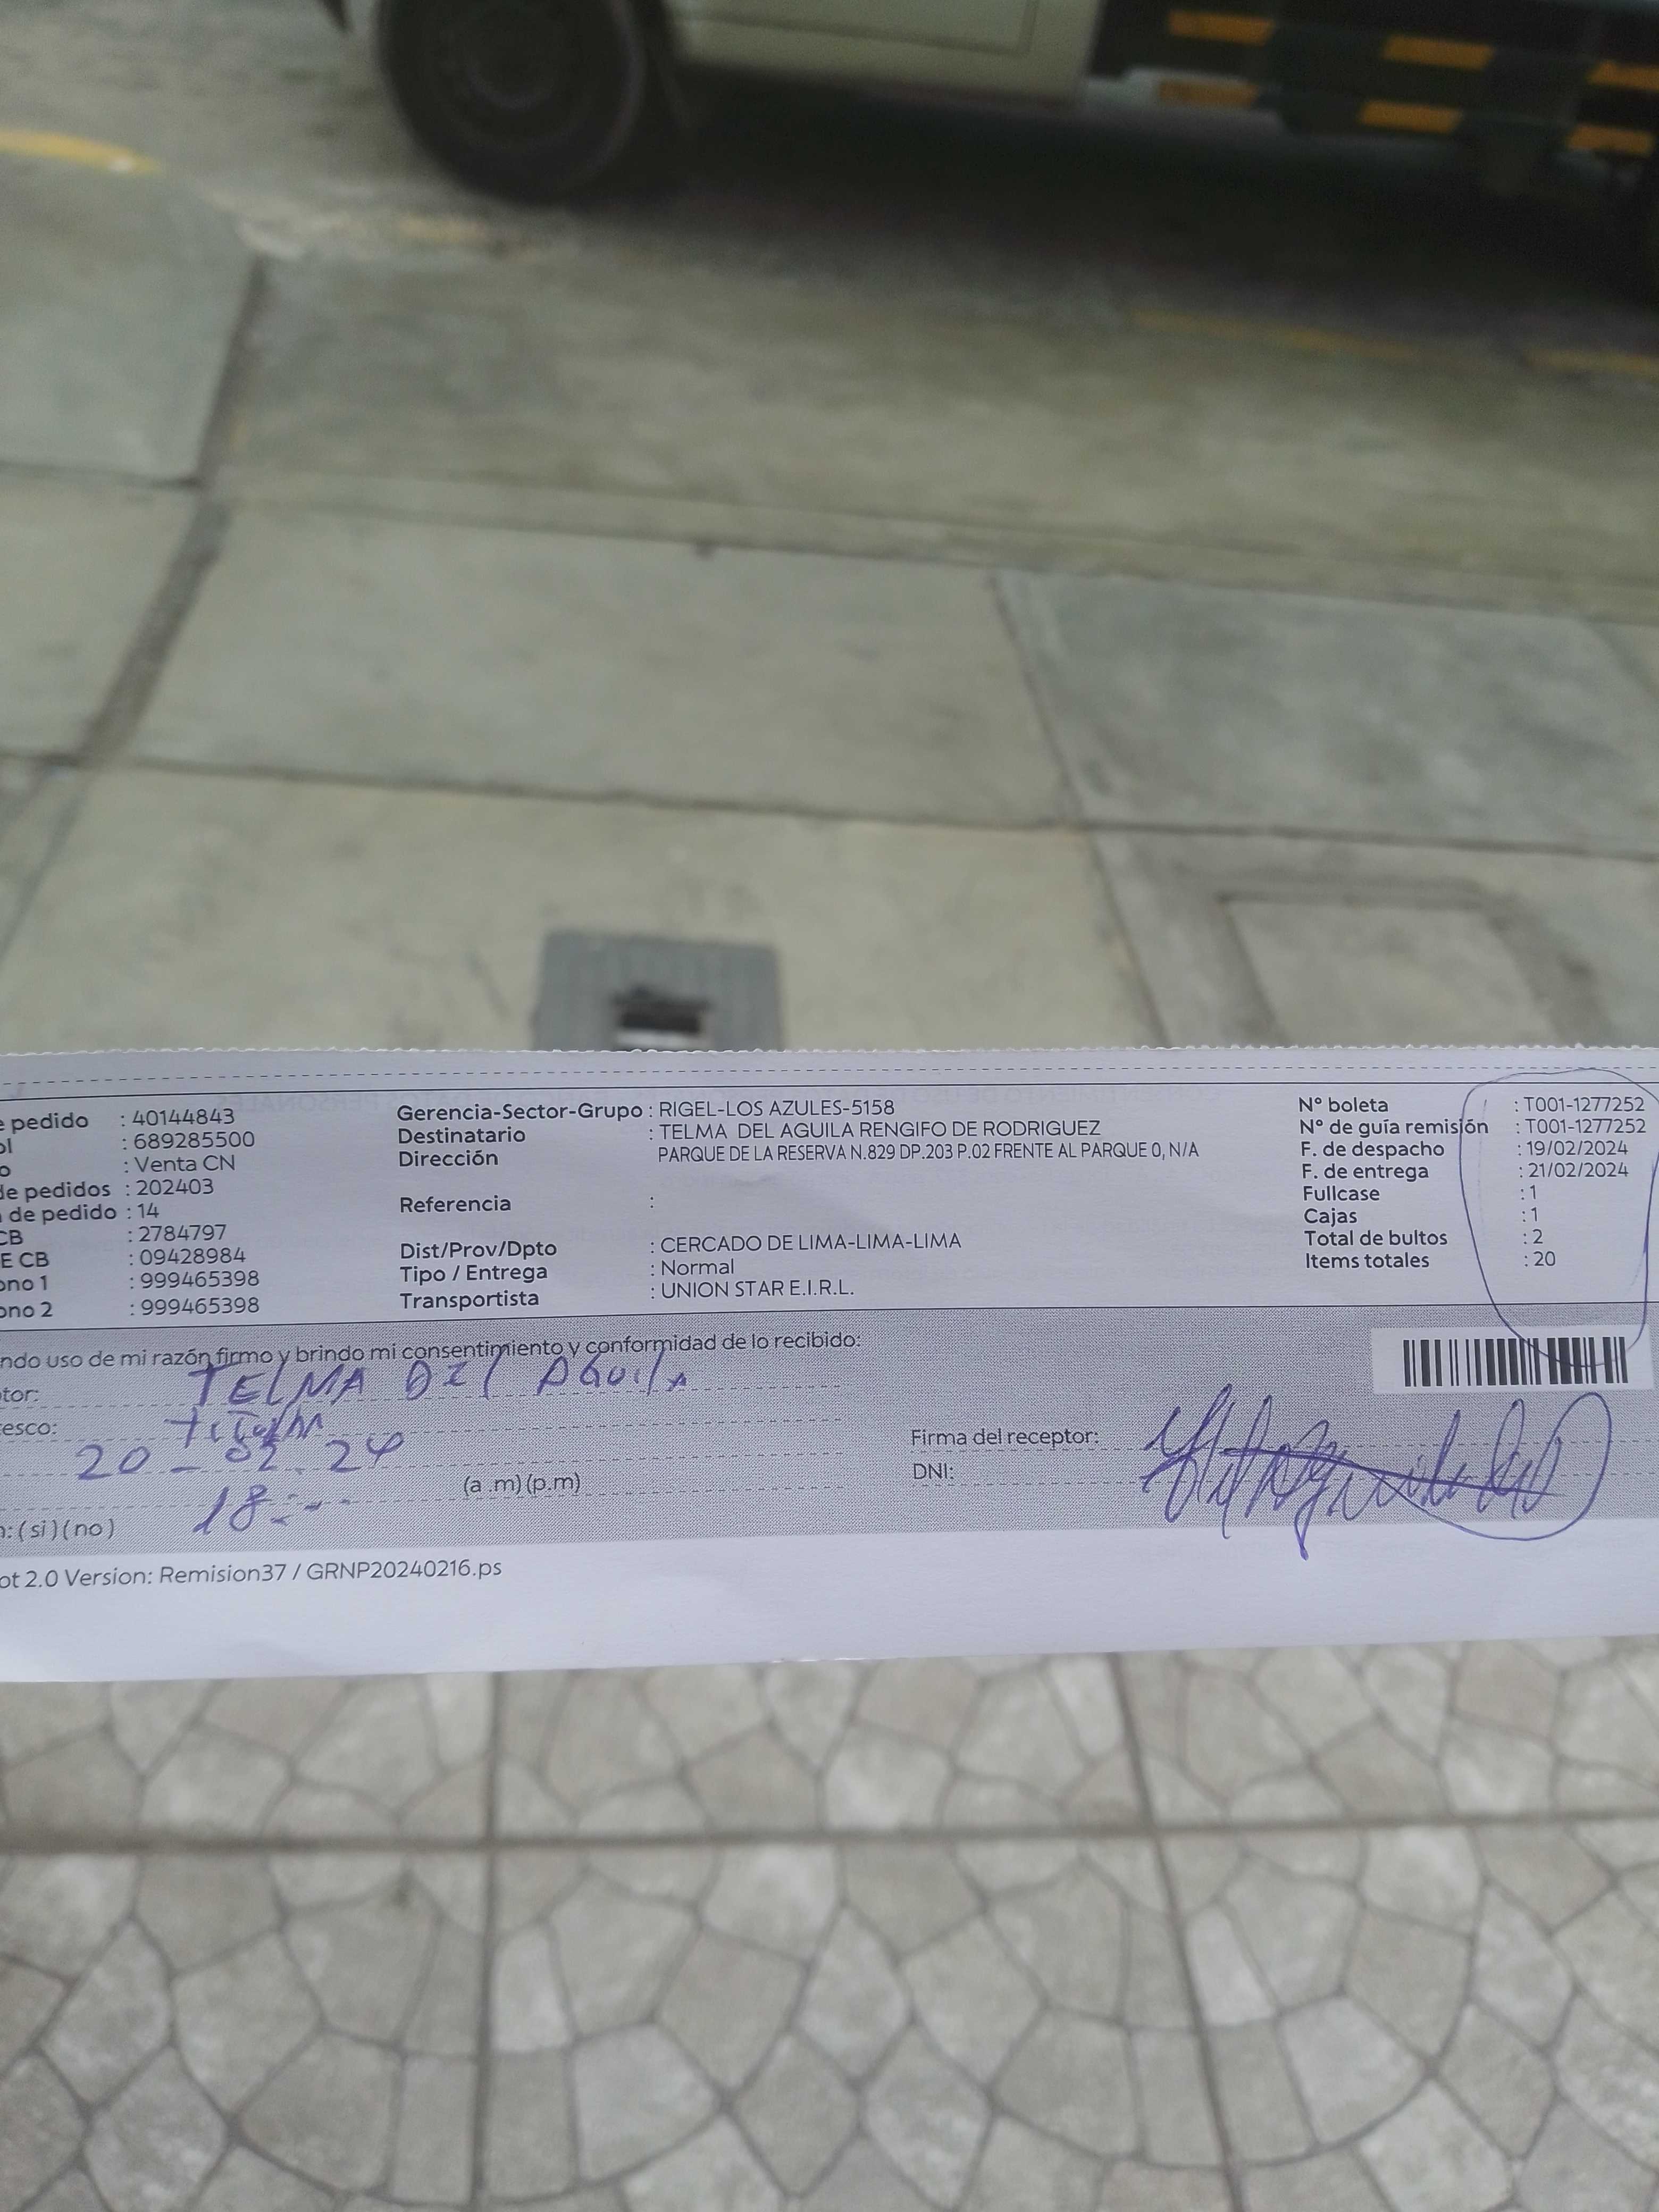 e pedido : 40144843
ol : 689285500
o : Venta CN
de pedidos : 202403
de pedido : 14
CB : 2784797
E CB : 09428984
ono 1 : 999465398
ono 2 : 999465398
Gerencia-Sector-Grupo : RIGEL-LOS AZULES-5158
Destinatario : TELMA DEL AGUILA RENGIFO DE RODRIGUEZ
Dirección PARQUE DE LA RESERVA N.829 DP.203 P.02 FRENTE AL PARQUE 0, N/A
Referencia :
Dist/Prov/Dpto : CERCADO DE LIMA-LIMA-LIMA
Tipo / Entrega : Normal
Transportista : UNION STAR E.I.R.L.
N° boleta : T001-1277252
N° de guía remisión : T001-1277252
F. de despacho : 19/02/2024
F. de entrega : 21/02/2024
Fullcase : 1
Cajas : 1
Total de bultos : 2
Items totales : 20
ndo uso de mi razón firmo y brindo mi consentimiento y conformidad de lo recibido:
tor: TELMA DEL AGUILA
esco: titular
20 - 02. 24
(a .m) (p.m)
18:--
n: ( si ) ( no )
Firma del receptor:
DNI:
ot 2.0 Version: Remision37 / GRNP20240216.ps